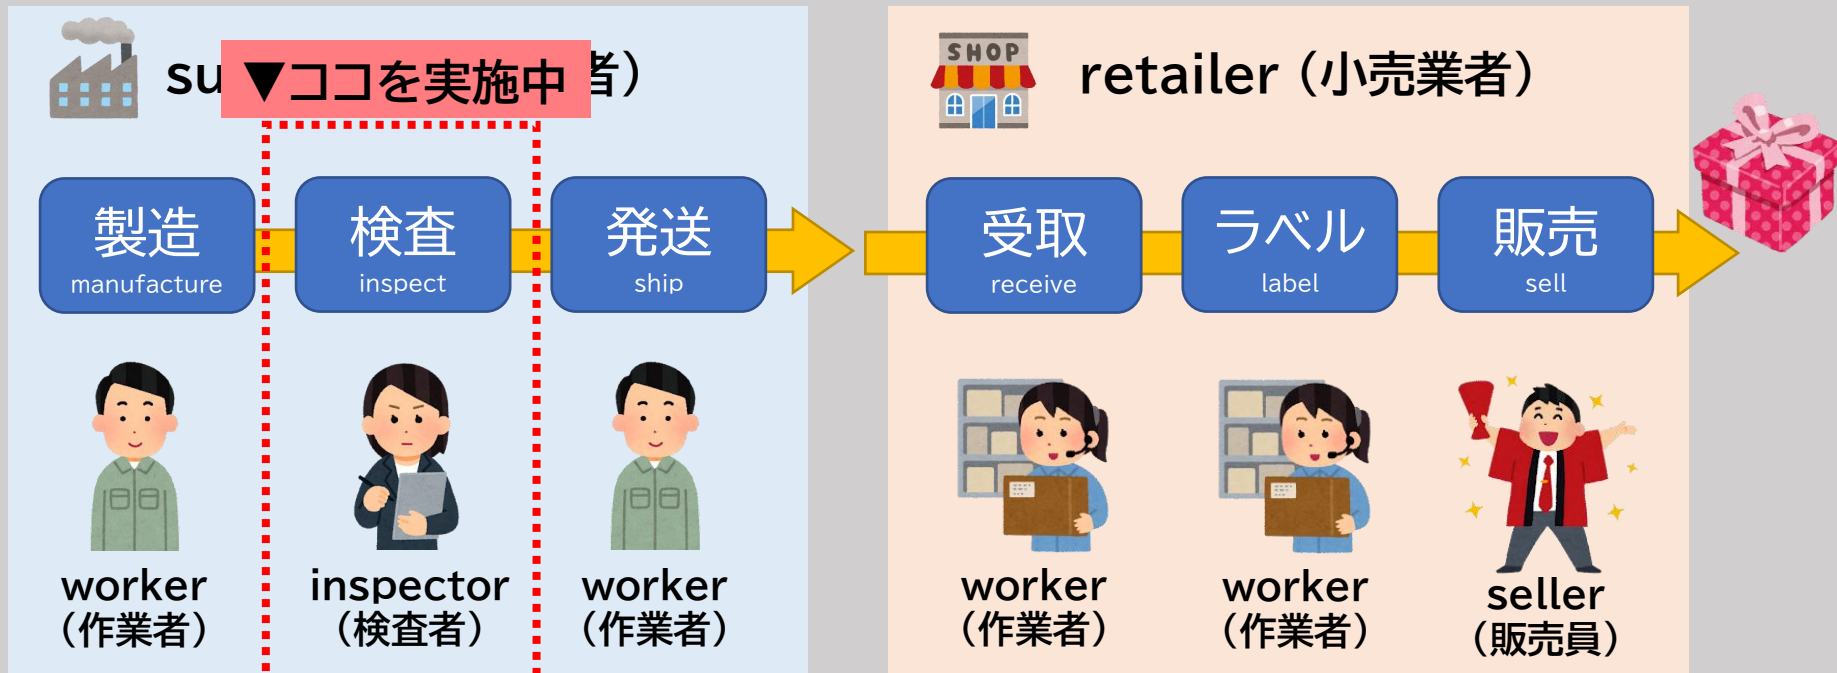 su
者）
▼ココを実施中
製造
manufacture
検査
inspect
発送
ship
worker
（作業者）
inspector
（検査者）
worker
（作業者）
SHOP
retailer（小売業者）
受取
receive
ラベル
label
販売
sell
worker
（作業者）
worker
（作業者）
seller
（販売員）